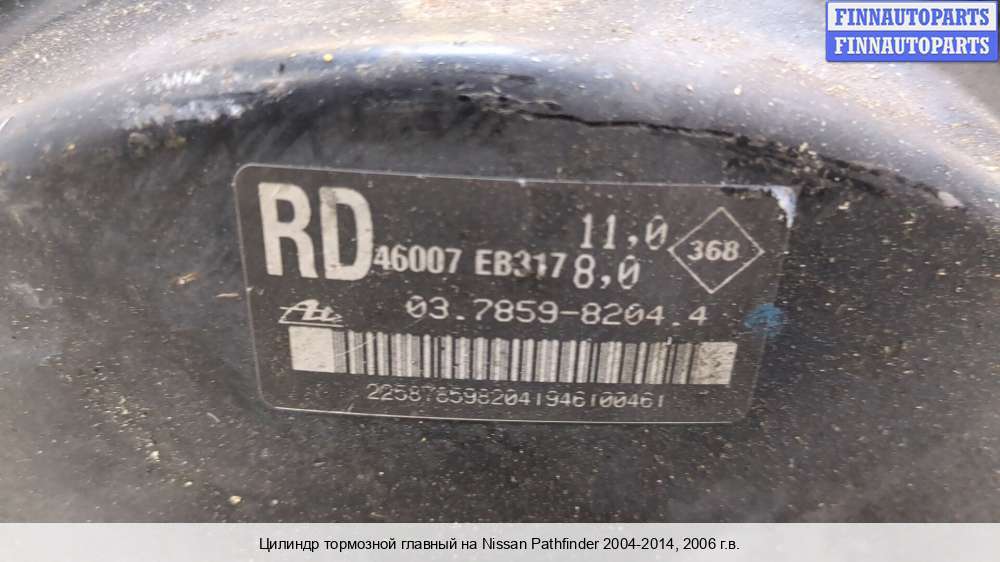 FINNAUTOPARTS
FINNAUTOPARTS
RD 46007 EB317 11,0 8,0 368
Ate
03.7859-8204.4
2258785982041946100461
Цилиндр тормозной главный на Nissan Pathfinder 2004-2014, 2006 г.в.